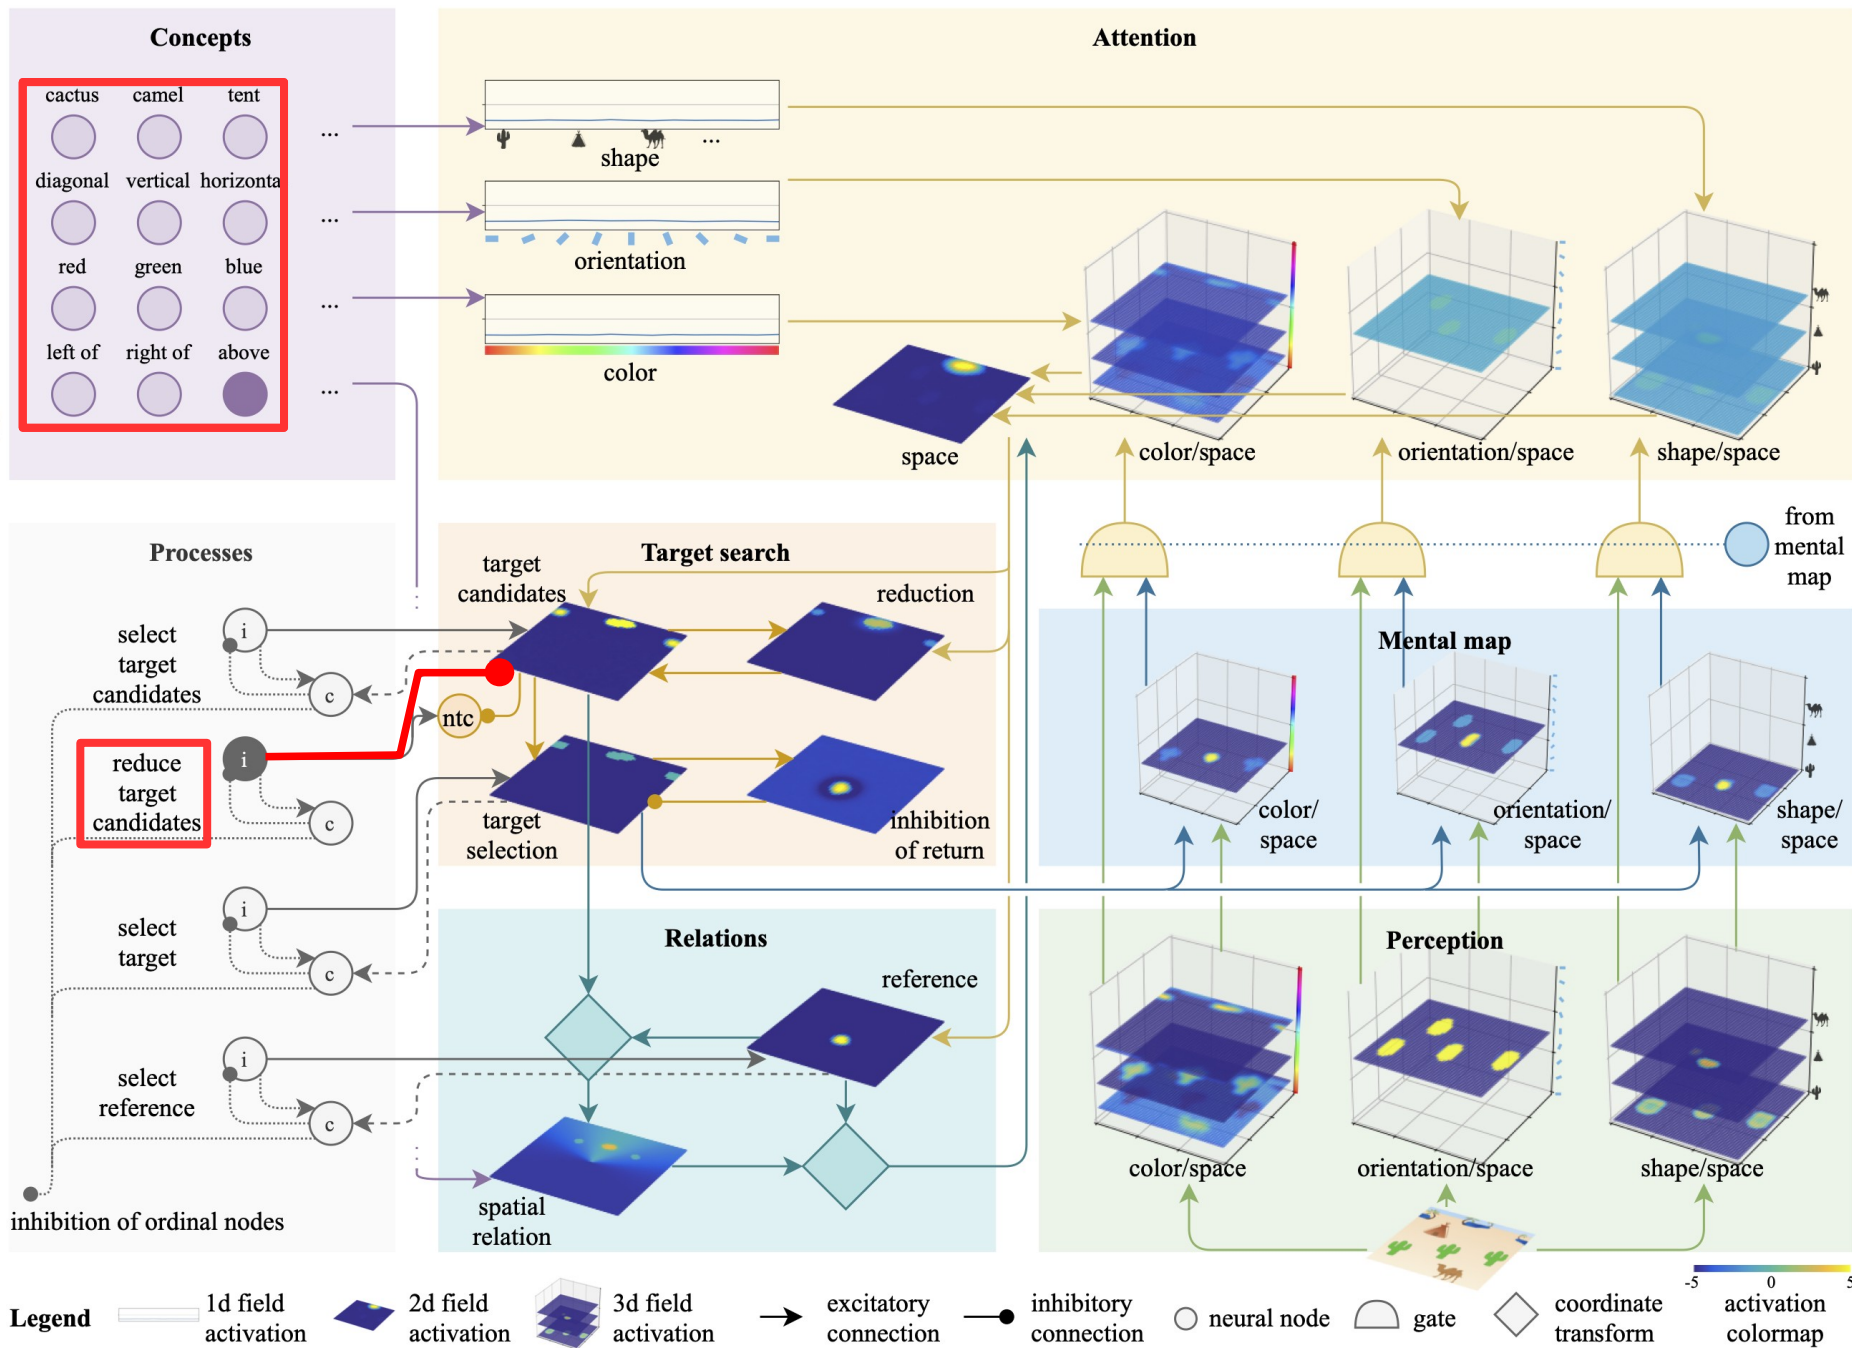 Concepts
cactus camel tent
...
diagonal vertical horizonta
...
red green blue
...
left of right of above
...
Attention
...
shape
orientation
color
space
color/space
orientation/space
shape/space
from
mental
map
Processes
select
target
candidates
i
c
reduce
target
candidates
i
c
select
target
i
c
select
reference
i
c
inhibition of ordinal nodes
Target search
target
candidates
reduction
ntc
target
selection
inhibition
of return
Mental map
color/
space
orientation/
space
shape/
space
Relations
reference
spatial
relation
Perception
color/space
orientation/space
shape/space
Legend
1d field
activation
2d field
activation
3d field
activation
excitatory
connection
inhibitory
connection
neural node
gate
coordinate
transform
-5 0 5
activation
colormap